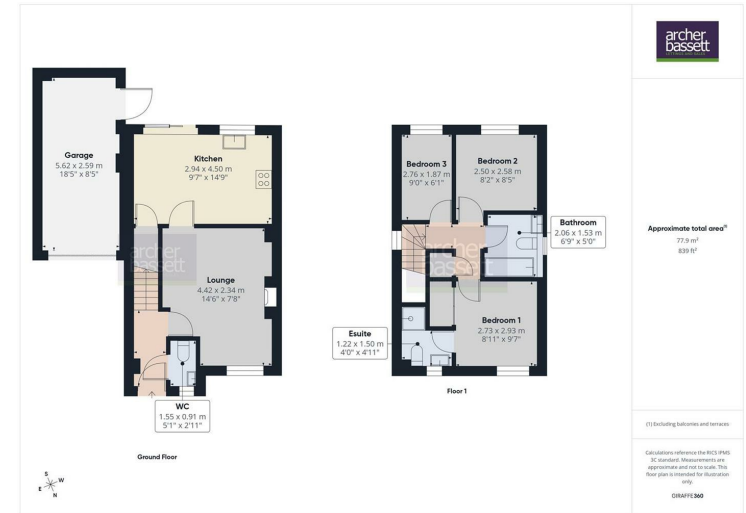 Garage
5.62 x 2.59 m
18'5" x 8'5"
Kitchen
2.94 x 4.50 m
9'7" x 14'9"
archer
bassett
Lounge
4.42 x 2.34 m
14'6" x 7'8"
WC
1.55 x 0.91 m
5'1" x 2'11"
Ground Floor
S
W
E
N
Bedroom 3
2.76 x 1.87 m
9'0" x 6'1"
Bedroom 2
2.50 x 2.58 m
8'2" x 8'5"
Bathroom
2.06 x 1.53 m
6'9" x 5'0"
archer
bassett
Bedroom 1
2.73 x 2.93 m
8'11" x 9'7"
Esuite
1.22 x 1.50 m
4'0" x 4'11"
Floor 1
archer
bassett
Approximate total area(1)
77.9 m²
839 ft²
(1) Excluding balconies and terraces
Calculations reference the RICS IPMS
3C standard. Measurements are
approximate and not to scale. This
floor plan is intended for illustration
only.
GIRAFFE360